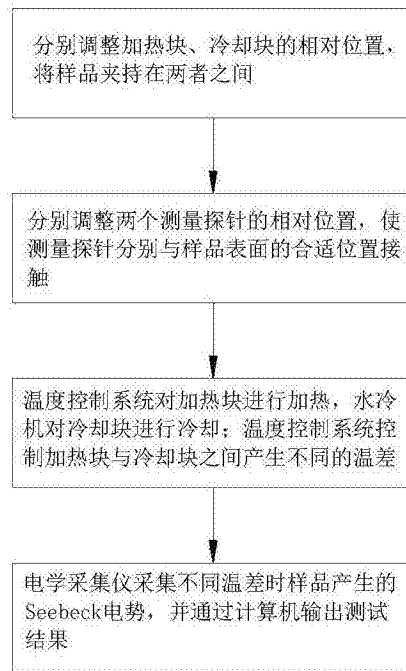 分别调整加热块、冷却块的相对位置，
将样品夹持在两者之间
分别调整两个测量探针的相对位置，使
测量探针分别与样品表面的合适位置接
触
温度控制系统对加热块进行加热，水冷
机对冷却块进行冷却；温度控制系统控
制加热块与冷却块之间产生不同的温差
电学采集仪采集不同温差时样品产生的
Seebeck电势，并通过计算机输出测试
结果